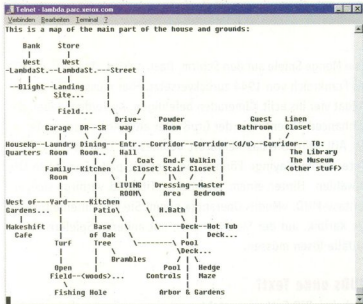 Telnet - lambda.parc.xerox.com
Verbinden Bearbeiten Terminal ?
This is a map of the main part of the house and grounds:
Bank Store
West West
-LambdaSt.--LambdaSt.---Street
--Blight--Landing
Site...
Field...
Drive- Powder Guest Linen
Garage DR--SR way Room Bathroom Closet
Housekp--Laundry Dining---Entr.--Corridor--Corridor-(d/u)--Corridor-- TO:
Quarters Room Room.. Hall The Library
Coat Gnd.F Walkin The Museum
Family--Kitchen Closet Stair Closet <other stuff>
Room
LIVING Dressing--Master
ROOM Area Bedroom
West of---Yard-----Kitchen
Gardens... Patio H.Bath
Makeshift Base -----Deck--Hot Tub
Cafe of Oak Deck...
Turf Tree --------- Pool
Deck...
Brambles
Open Pool Hedge
Field--(woods)... Controls Maze
Fishing Hole Arbor & Gardens